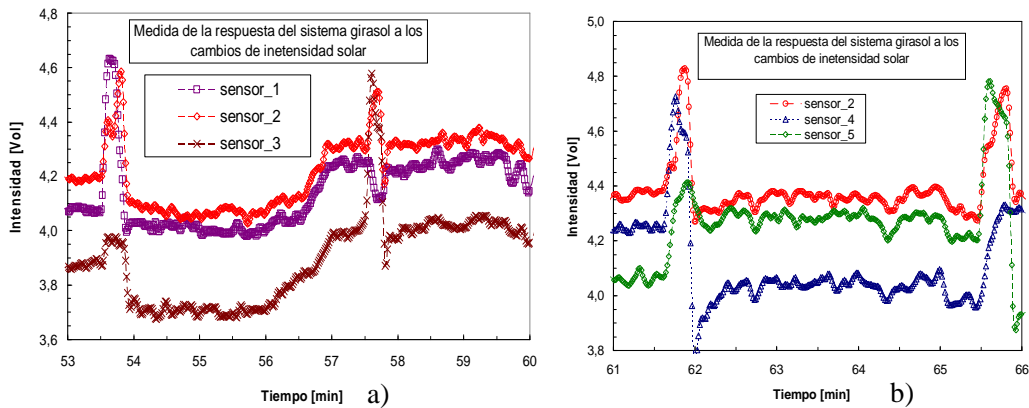 Medida de la respuesta del sistema girasol a los
cambios de inetensidad solar
sensor_1
sensor_2
sensor_3
Intensidad [Vol]
4,8
4,6
4,4
4,2
4,0
3,8
3,6
53 54 55 56 57 58 59 60
Tiempo [min]
a)
Medida de la respuesta del sistema girasol a los
cambios de inetensidad solar
sensor_2
sensor_4
sensor_5
Intensidad [Vol]
5,0
4,8
4,6
4,4
4,2
4,0
3,8
61 62 63 64 65 66
Tiempo [min]
b)